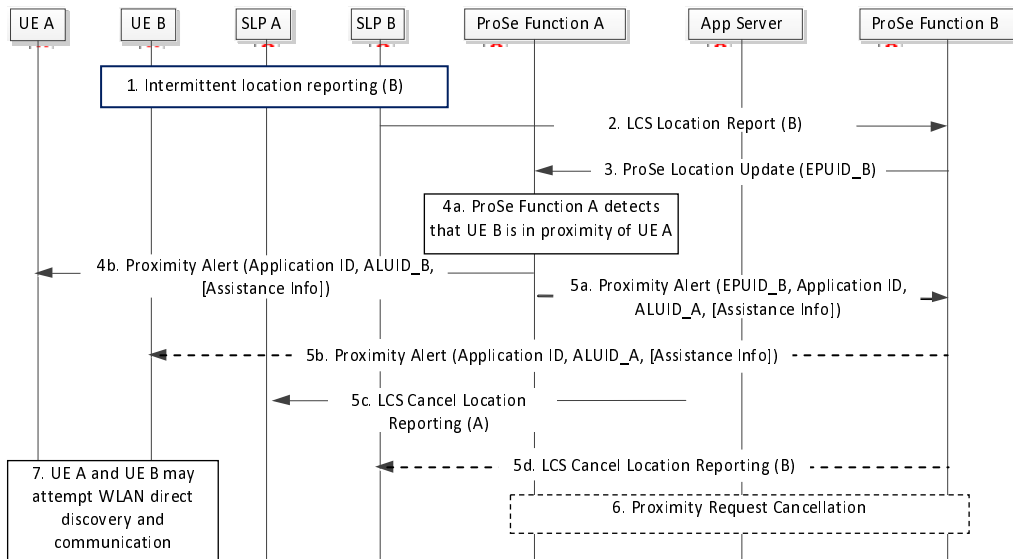 UE A
UE B
SLP A
SLP B
ProSe Function A
App Server
ProSe Function B
1. Intermittent location reporting (B)
2. LCS Location Report (B)
3. ProSe Location Update (EPUID_B)
4a. ProSe Function A detects
that UE B is in proximity of UE A
4b. Proximity Alert (Application ID, ALUID_B,
[Assistance Info])
5a. Proximity Alert (EPUID_B, Application ID,
ALUID_A, [Assistance Info])
5b. Proximity Alert (Application ID, ALUID_A, [Assistance Info])
5c. LCS Cancel Location
Reporting (A)
5d. LCS Cancel Location Reporting (B)
6. Proximity Request Cancellation
7. UE A and UE B may
attempt WLAN direct
discovery and
communication